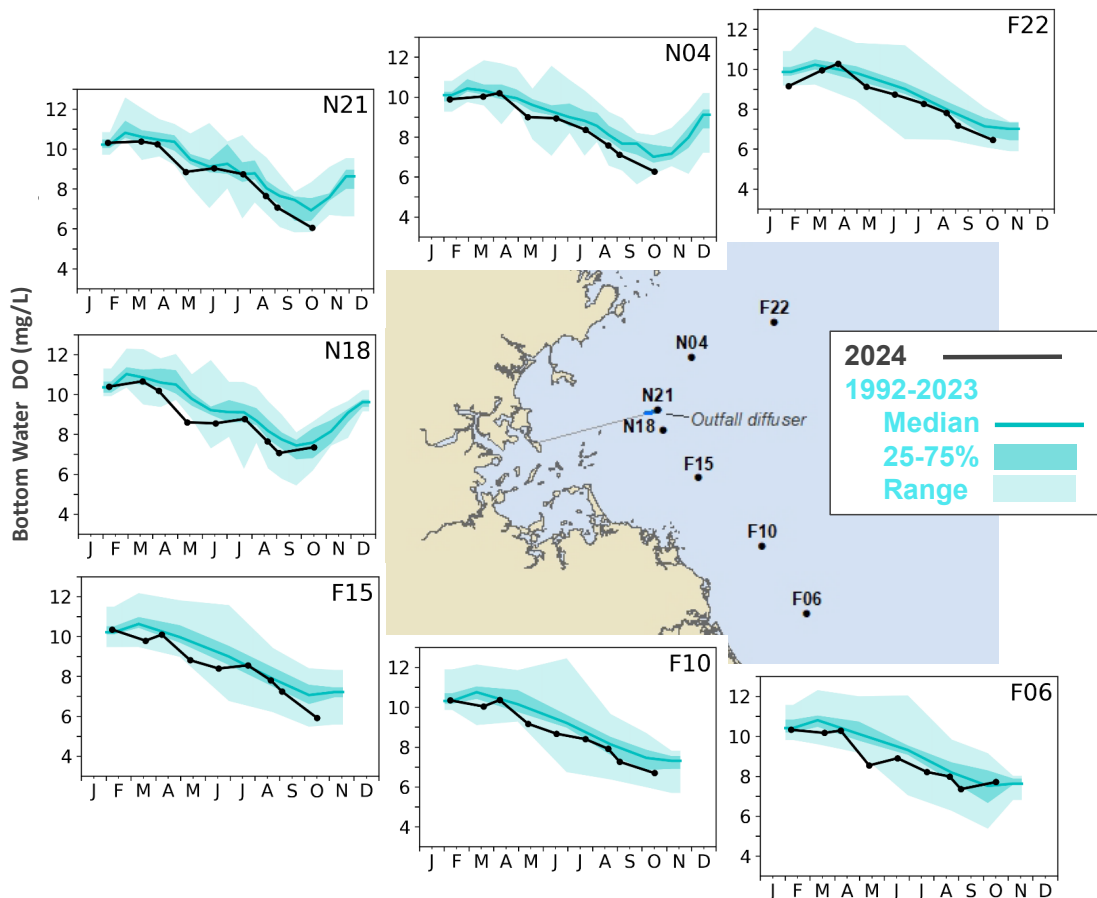 N21
12
10
8
6
4
J F M A M J J A S O N D
N04
12
10
8
6
4
J F M A M J J A S O N D
F22
12
10
8
6
4
J F M A M J J A S O N D
Bottom Water DO (mg/L)
N18
12
10
8
6
4
J F M A M J J A S O N D
F22
N04
N21
Outfall diffuser
N18
F15
F10
F06
2024
1992-2023
Median
25-75%
Range
F15
12
10
8
6
4
J F M A M J J A S O N D
F10
12
10
8
6
4
J F M A M J J A S O N D
F06
12
10
8
6
4
J F M A M J J A S O N D